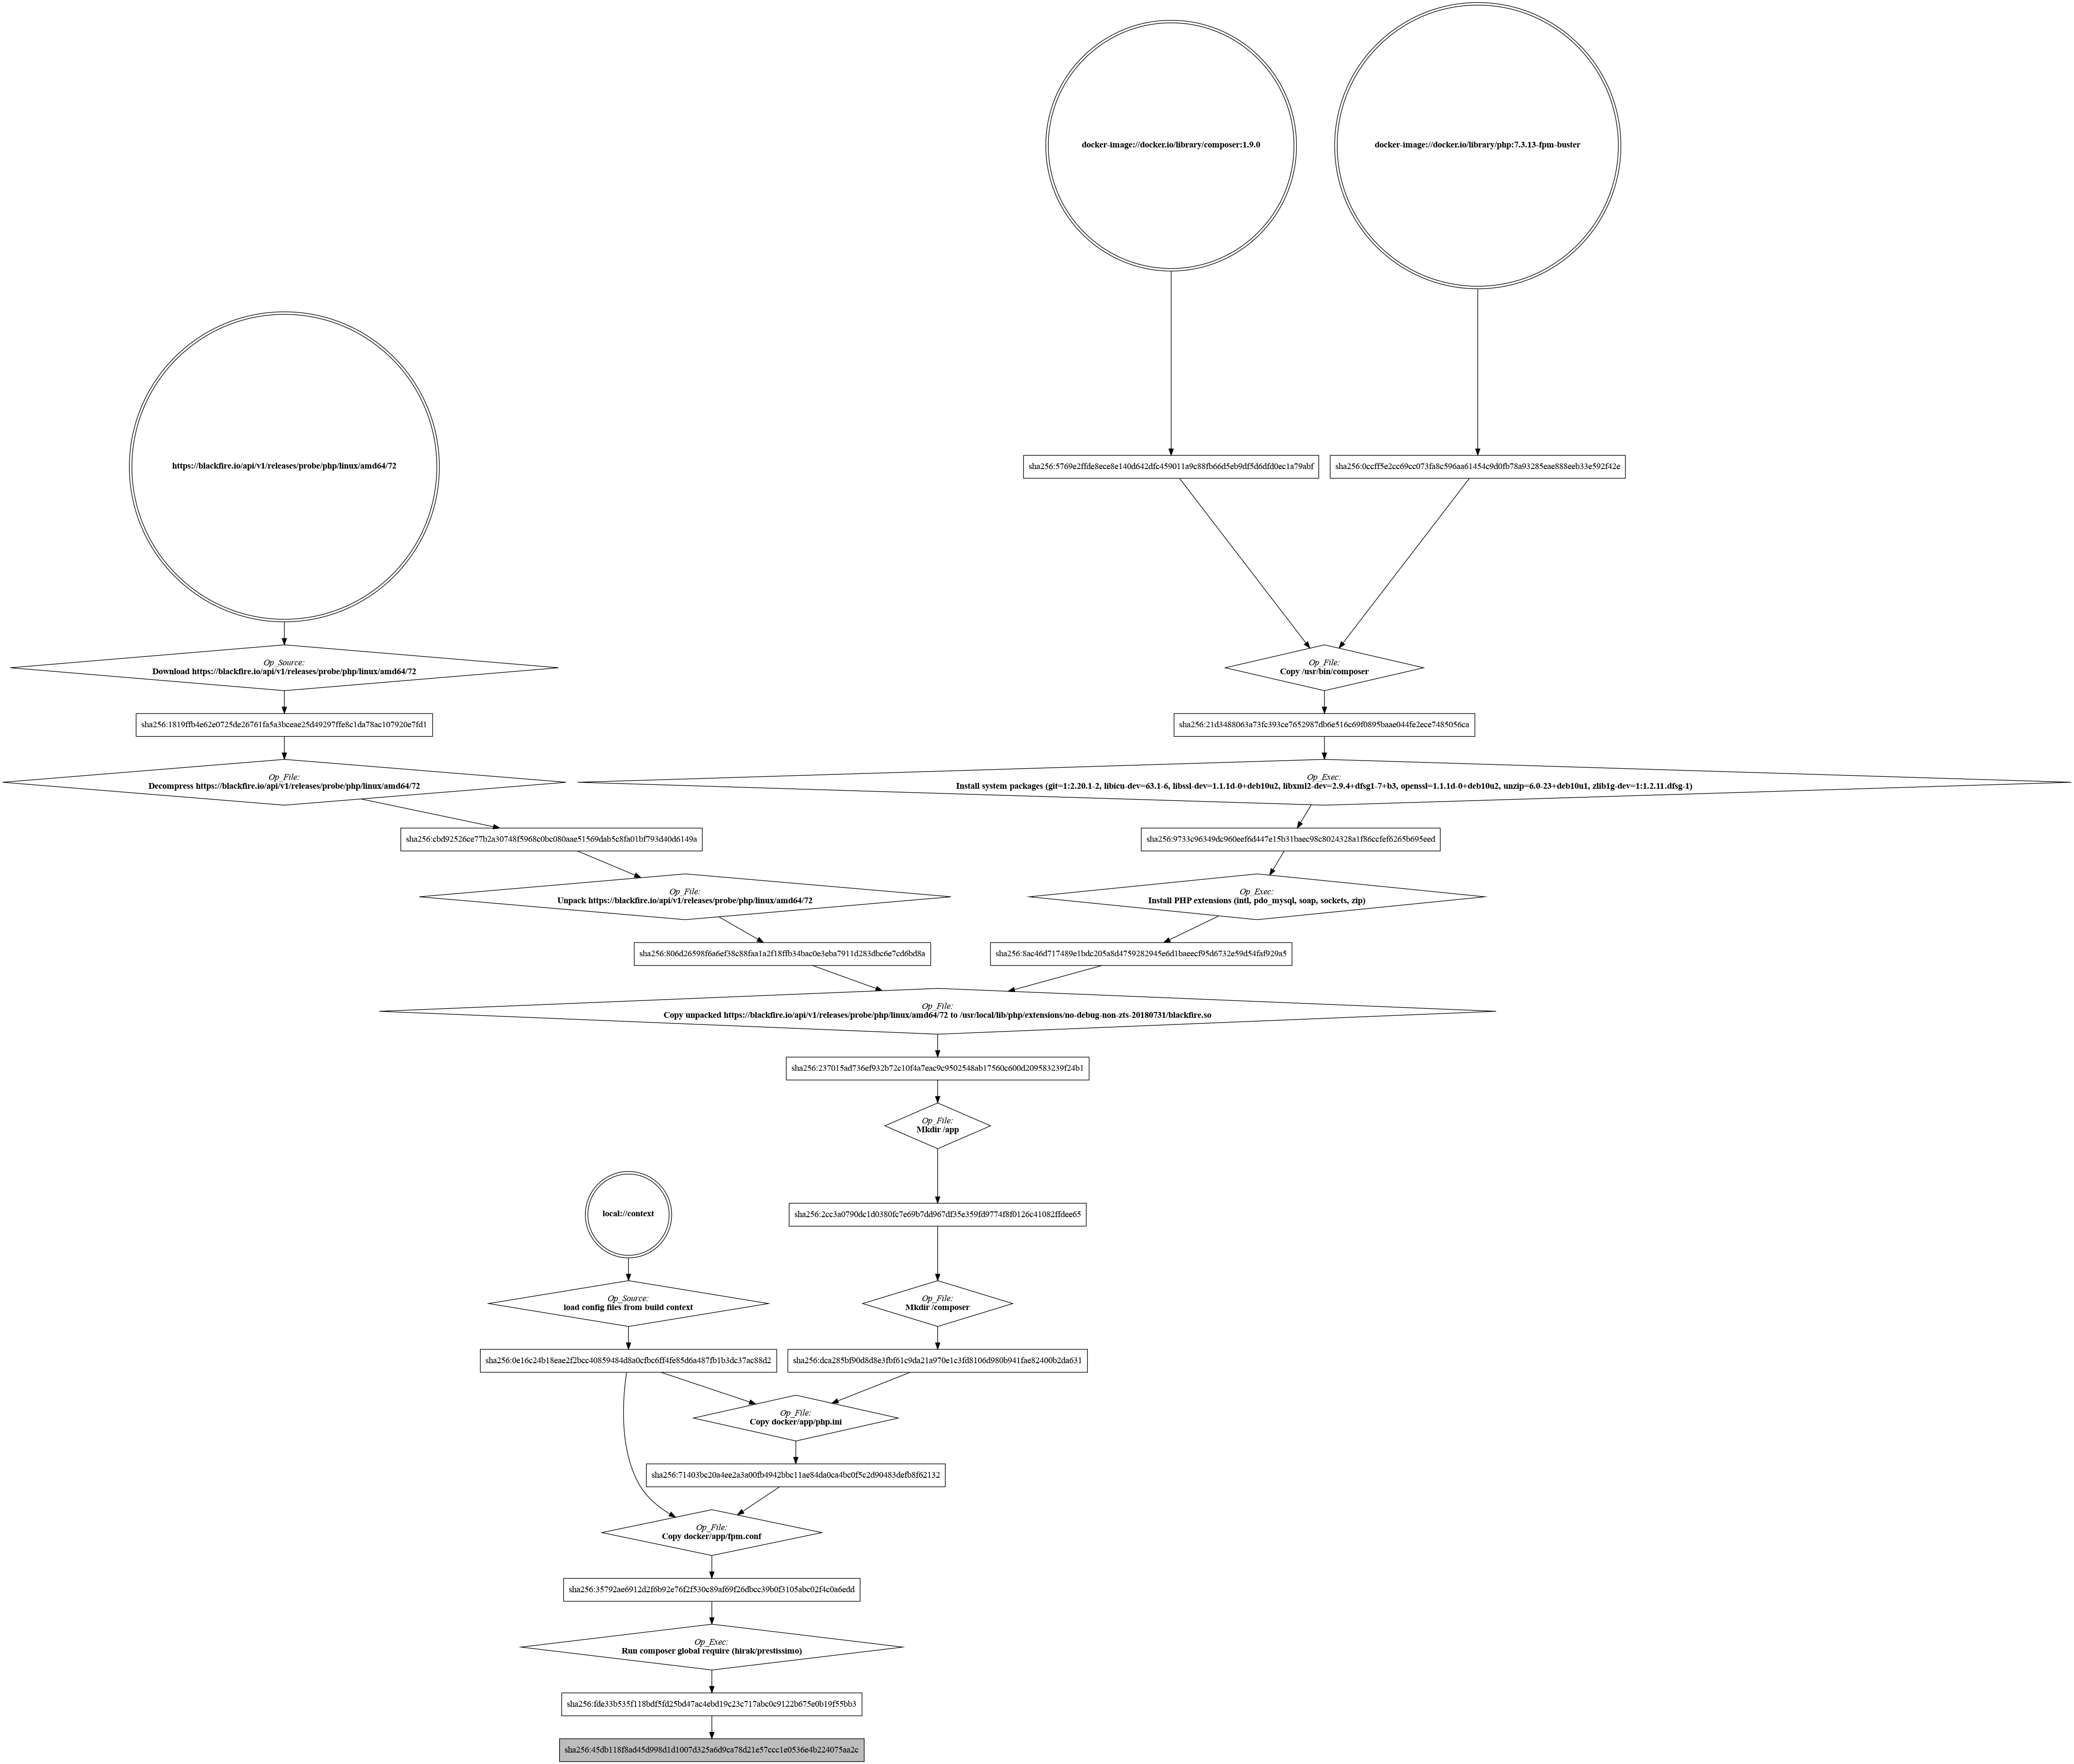 docker-image://docker.io/library/composer:1.9.0
docker-image://docker.io/library/php:7.3.13-fpm-buster
https://blackfire.io/api/v1/releases/probe/php/linux/amd64/72
sha256:5769e2ffde8ece8e140d642dfc459011a9c88fb66d5eb9df5d6dfd0ec1a79abf
sha256:0ccff5e2cc69cc073fa8c596aa61454c9d0fb78a93285eae888eeb33e592f42e
Op_Source:
Download https://blackfire.io/api/v1/releases/probe/php/linux/amd64/72
Op_File:
Copy /usr/bin/composer
sha256:1819ffb4e62e0725de26761fa5a3bceae25d49297ffe8c1da78ac107920e7fd1
sha256:21d3488063a73fc393ce7652987db6e516c69f0895baae044fe2ece7485056ca
Op_File:
Decompress https://blackfire.io/api/v1/releases/probe/php/linux/amd64/72
Op_Exec:
Install system packages (git=1:2.20.1-2, libicu-dev=63.1-6, libssl-dev=1.1.1d-0+deb10u2, libxml2-dev=2.9.4+dfsg1-7+b3, openssl=1.1.1d-0+deb10u2, unzip=6.0-23+deb10u1, zlib1g-dev=1:1.2.11.dfsg-1)
sha256:cbd92526ce77b2a30748f5968c0bc080aae51569dab5c8fa01bf793d40d6149a
sha256:9733c96349dc960eef6d447e15b31baec98c8024328a1f86ccfef6265b695eed
Op_File:
Unpack https://blackfire.io/api/v1/releases/probe/php/linux/amd64/72
Op_Exec:
Install PHP extensions (intl, pdo_mysql, soap, sockets, zip)
sha256:806d26598f6a6ef38c88faa1a2f18ffb34bac0e3eba7911d283dbc6e7cd6bd8a
sha256:8ac46d717489e1bdc205a8d4759282945e6d1baeecf95d6732e59d54faf929a5
Op_File:
Copy unpacked https://blackfire.io/api/v1/releases/probe/php/linux/amd64/72 to /usr/local/lib/php/extensions/no-debug-non-zts-20180731/blackfire.so
sha256:237015ad736ef932b72c10f4a7eac9c9502548ab17560c600d209583239f24b1
Op_File:
Mkdir /app
local://context
sha256:2cc3a0790dc1d0380fc7e69b7dd967df35e359fd9774f8f0126c41082ffdee65
Op_Source:
load config files from build context
Op_File:
Mkdir /composer
sha256:0e16c24b18eae2f2bcc40859484d8a0cfbc6ff4fe85d6a487fb1b3dc37ac88d2
sha256:dca285bf90d8d8e3fbf61c9da21a970e1c3fd8106d980b941fae82400b2da631
Op_File:
Copy docker/app/php.ini
sha256:71403bc20a4ee2a3a00fb4942bbc11ae84da0ca4bc0f5c2d90483defb8f62132
Op_File:
Copy docker/app/fpm.conf
sha256:35792ae6912d2f6b92e76f2f530c89af69f26dbcc39b0f3105abc02f4c0a6edd
Op_Exec:
Run composer global require (hirak/prestissimo)
sha256:fde33b535f118bdf5fd25bd47ac4ebd19c23c717abc0c9122b675e0b19f55bb3
sha256:45db118f8ad45d998d1d1007d325a6d9ca78d21e57ccc1e0536e4b224075aa2c